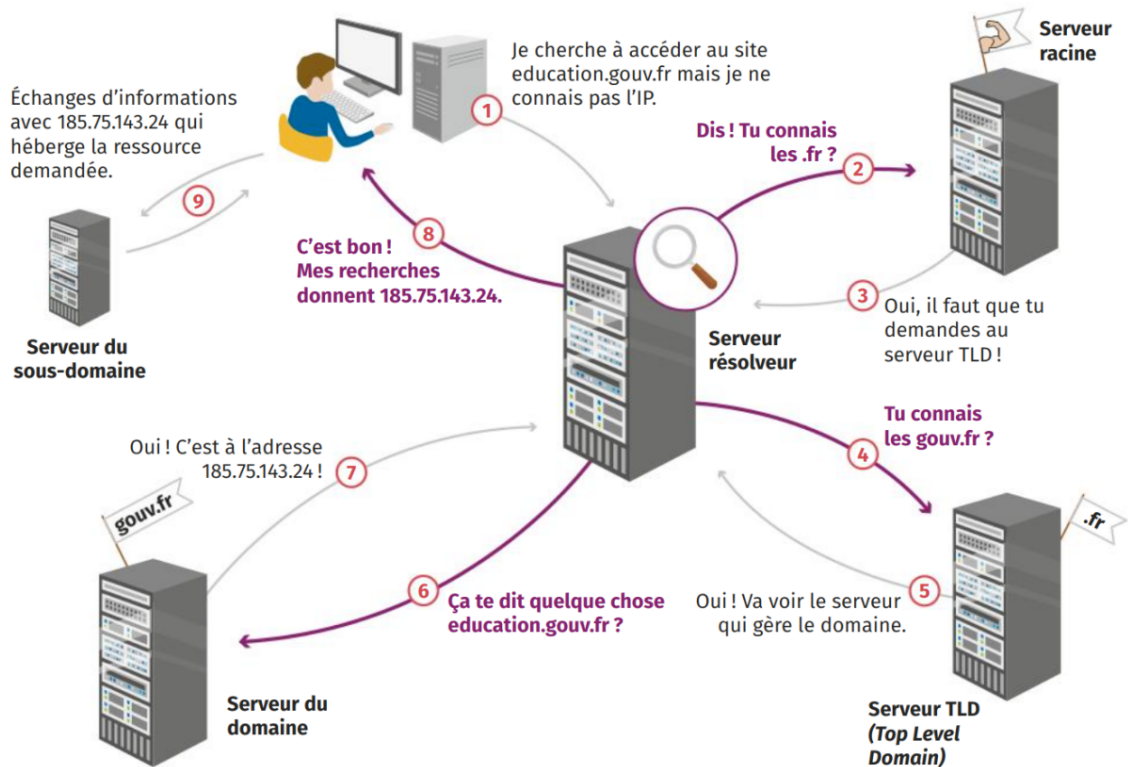 Je cherche à accéder au site
education.gouv.fr mais je ne
connais pas l'IP.
1
Serveur
racine
Dis ! Tu connais
les .fr ?
2
Échanges d'informations
avec 185.75.143.24 qui
héberge la ressource
demandée.
9
8
C'est bon !
Mes recherches
donnent 185.75.143.24.
3
Oui, il faut que tu
demandes au
serveur TLD !
Serveur
résolveur
Serveur du
sous-domaine
Tu connais
les gouv.fr ?
4
Oui ! C'est à l'adresse
185.75.143.24 !
7
gouv.fr
.fr
6
Ça te dit quelque chose
education.gouv.fr ?
5
Oui ! Va voir le serveur
qui gère le domaine.
Serveur du
domaine
Serveur TLD
(Top Level
Domain)